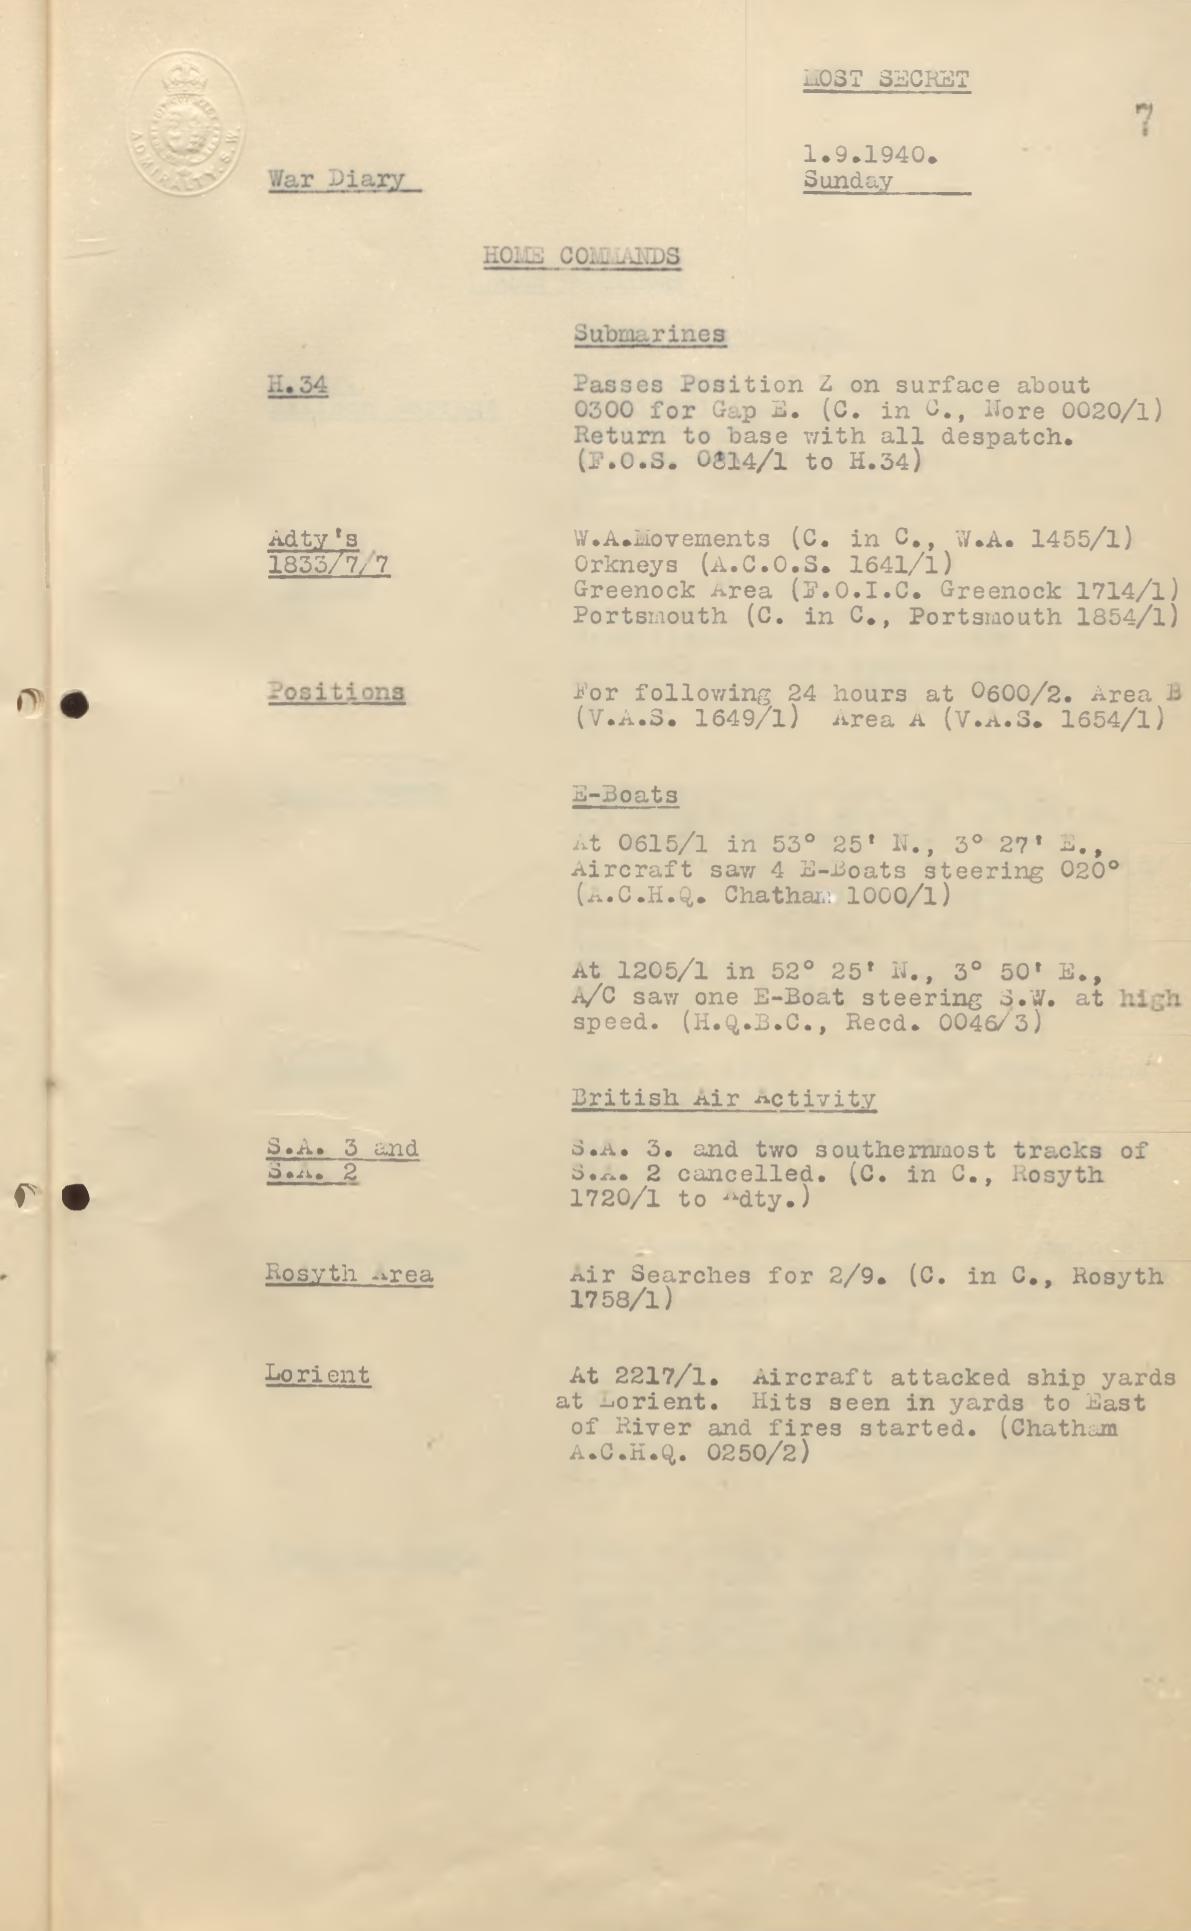 MOST SECRET
7
ADMIRALTY. S.W.
1.9.1940.
War Diary
Sunday
HOME COMMANDS
Submarines
H.34
Passes Position Z on surface about
0300 for Gap E. (C. in C., Nore 0020/1)
Return to base with all despatch.
(F.O.S. 0814/1 to H.34)
Adty's
1833/7/7
W.A.Movements (C. in C., W.A. 1455/1)
Orkneys (A.C.O.S. 1641/1)
Greenock Area (F.O.I.C. Greenock 1714/1)
Portsmouth (C. in C., Portsmouth 1854/1)
Positions
For following 24 hours at 0600/2. Area B
(V.A.S. 1649/1) Area A (V.A.S. 1654/1)
E-Boats
At 0615/1 in 53° 25' N., 3° 27' E.,
Aircraft saw 4 E-Boats steering 020°
(A.C.H.Q. Chatham 1000/1)
At 1205/1 in 52° 25' N., 3° 50' E.,
A/C saw one E-Boat steering S.W. at high
speed. (H.Q.B.C., Recd. 0046/3)
British Air Activity
S.A. 3 and
S.A. 2
S.A. 3. and two southernmost tracks of
S.A. 2 cancelled. (C. in C., Rosyth
1720/1 to Adty.)
Rosyth Area
Air Searches for 2/9. (C. in C., Rosyth
1758/1)
Lorient
At 2217/1. Aircraft attacked ship yards
at Lorient. Hits seen in yards to East
of River and fires started. (Chatham
A.C.H.Q. 0250/2)